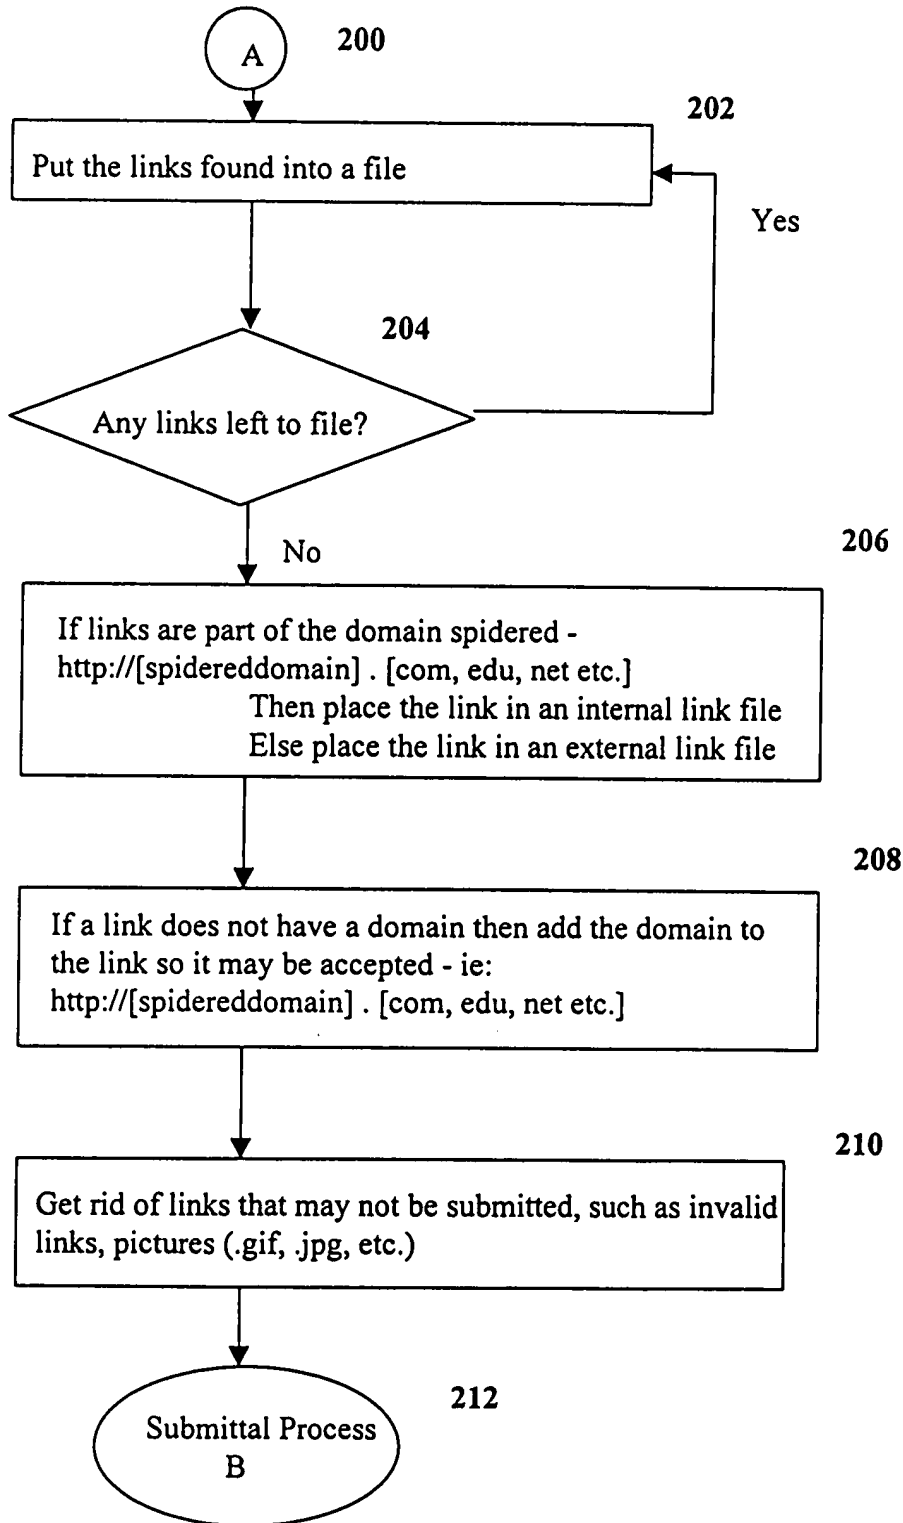 A
200
202
Put the links found into a file
Yes
204
Any links left to file?
No
206
If links are part of the domain spidered -
http://[spidereddomain] . [com, edu, net etc.]
Then place the link in an internal link file
Else place the link in an external link file
208
If a link does not have a domain then add the domain to
the link so it may be accepted - ie:
http://[spidereddomain] . [com, edu, net etc.]
210
Get rid of links that may not be submitted, such as invalid
links, pictures (.gif, .jpg, etc.)
212
Submittal Process
B